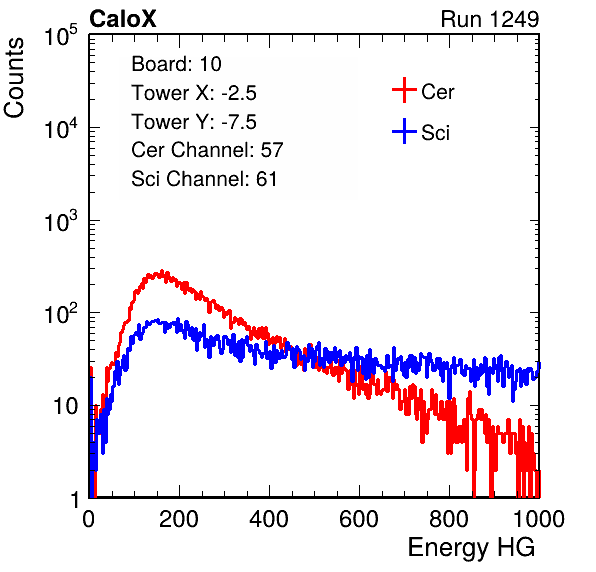 CaloX Run 1249
Counts
Board: 10
Tower X: -2.5
Tower Y: -7.5
Cer Channel: 57
Sci Channel: 61
Cer
Sci
10^5
10^4
10^3
10^2
10
1
0 200 400 600 800 1000
Energy HG